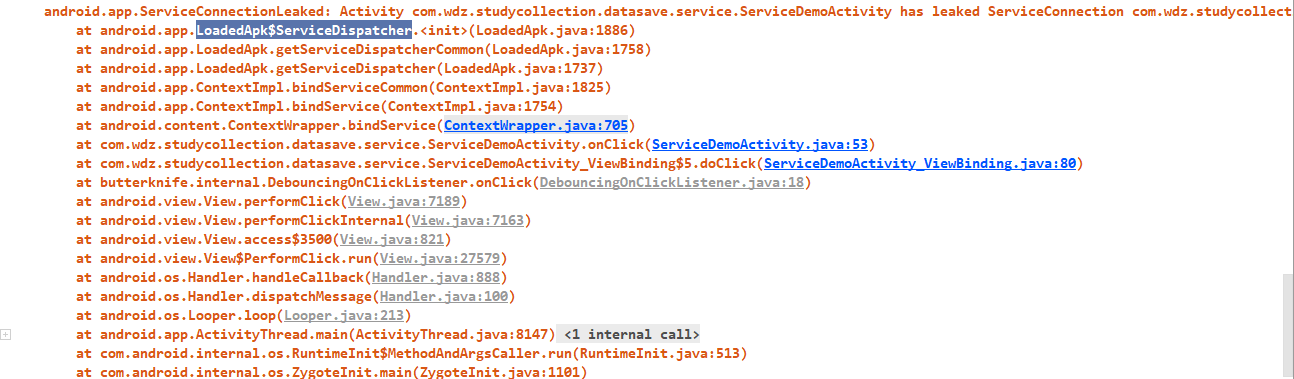 android.app.ServiceConnectionLeaked: Activity com.wdz.studycollection.datasave.service.ServiceDemoActivity has leaked ServiceConnection com.wdz.studycollect
at android.app.LoadedApk$ServiceDispatcher.<init>(LoadedApk.java:1886)
at android.app.LoadedApk.getServiceDispatcherCommon(LoadedApk.java:1758)
at android.app.LoadedApk.getServiceDispatcher(LoadedApk.java:1737)
at android.app.ContextImpl.bindServiceCommon(ContextImpl.java:1825)
at android.app.ContextImpl.bindService(ContextImpl.java:1754)
at android.content.ContextWrapper.bindService(ContextWrapper.java:705)
at com.wdz.studycollection.datasave.service.ServiceDemoActivity.onClick(ServiceDemoActivity.java:53)
at com.wdz.studycollection.datasave.service.ServiceDemoActivity_ViewBinding$5.doClick(ServiceDemoActivity_ViewBinding.java:80)
at butterknife.internal.DebouncingOnClickListener.onClick(DebouncingOnClickListener.java:18)
at android.view.View.performClick(View.java:7189)
at android.view.View.performClickInternal(View.java:7163)
at android.view.View.access$3500(View.java:821)
at android.view.View$PerformClick.run(View.java:27579)
at android.os.Handler.handleCallback(Handler.java:888)
at android.os.Handler.dispatchMessage(Handler.java:100)
at android.os.Looper.loop(Looper.java:213)
at android.app.ActivityThread.main(ActivityThread.java:8147) <1 internal call>
at com.android.internal.os.RuntimeInit$MethodAndArgsCaller.run(RuntimeInit.java:513)
at com.android.internal.os.ZygoteInit.main(ZygoteInit.java:1101)